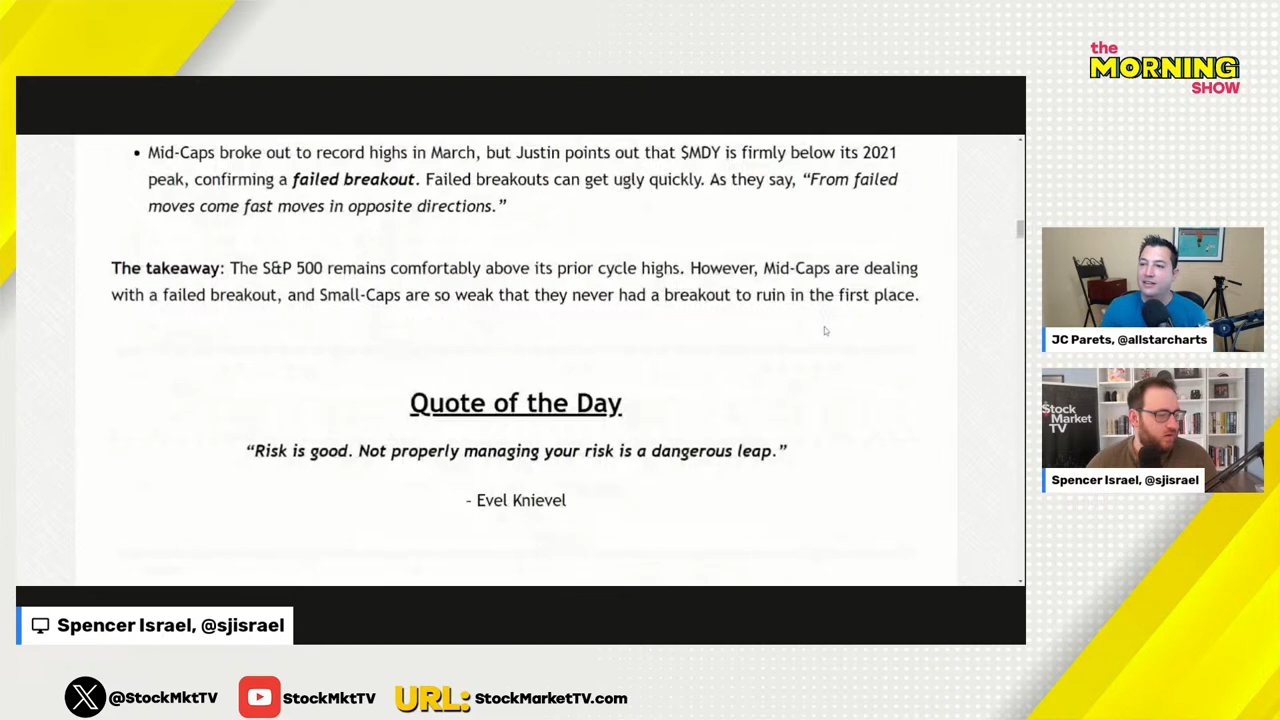 the
MORNING
SHOW
• Mid-Caps broke out to record highs in March, but Justin points out that $MDY is firmly below its 2021
peak, confirming a failed breakout. Failed breakouts can get ugly quickly. As they say, “From failed
moves come fast moves in opposite directions.”
The takeaway: The S&P 500 remains comfortably above its prior cycle highs. However, Mid-Caps are dealing
with a failed breakout, and Small-Caps are so weak that they never had a breakout to ruin in the first place.
Quote of the Day
“Risk is good. Not properly managing your risk is a dangerous leap.”
- Evel Knievel
JC Parets, @allstarcharts
Stock
Market
TV
Spencer Israel, @sjisrael
Spencer Israel, @sjisrael
@StockMktTV
StockMktTV
URL:
StockMarketTV.com